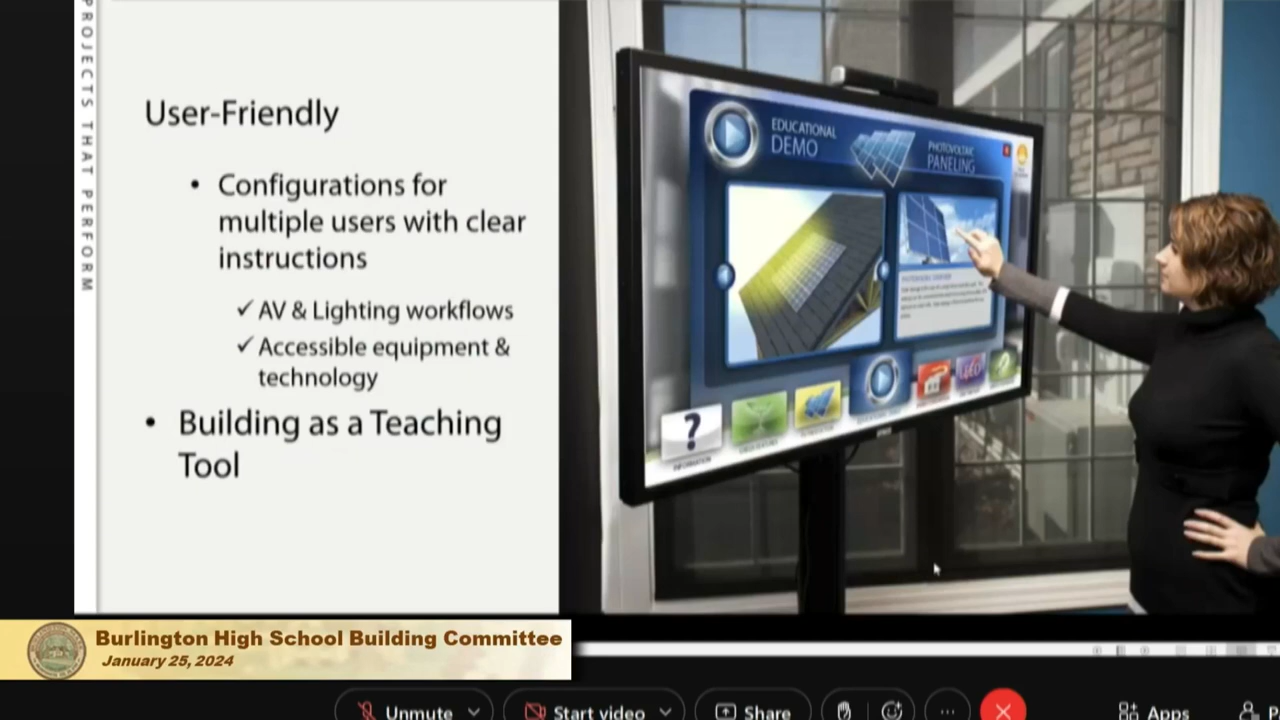 PROJECTS THAT PERFORM
User-Friendly
• Configurations for
multiple users with clear
instructions
✓ AV & Lighting workflows
✓ Accessible equipment &
technology
• Building as a Teaching
Tool
EDUCATIONAL
DEMO
PHOTOVOLTAIC
PANELING
?
INFORMATION
LEED
Burlington High School Building Committee
January 25, 2024
Unmute
Start video
Share
Apps
P